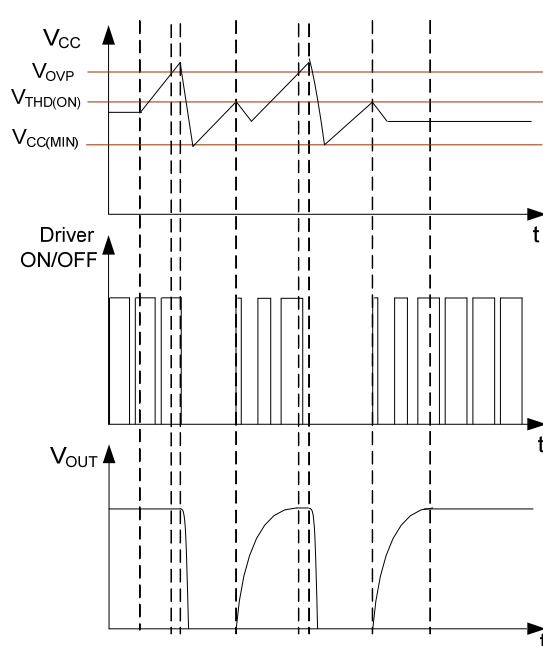 VCC
VOVP
VTHD(ON)
VCC(MIN)
t
Driver
ON/OFF
t
VOUT
t